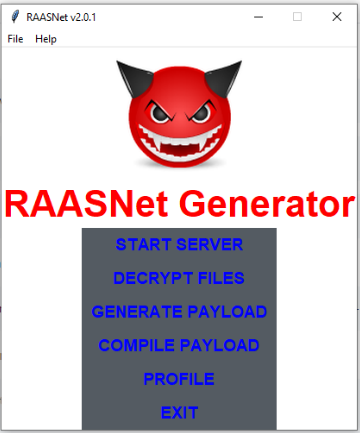 RAASNet v2.0.1
File Help
RAASNet Generator
START SERVER
DECRYPT FILES
GENERATE PAYLOAD
COMPILE PAYLOAD
PROFILE
EXIT